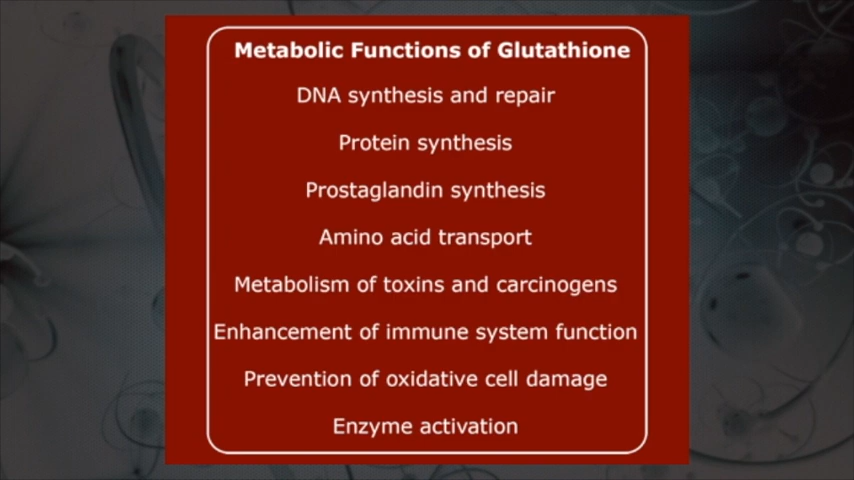 Metabolic Functions of Glutathione
DNA synthesis and repair
Protein synthesis
Prostaglandin synthesis
Amino acid transport
Metabolism of toxins and carcinogens
Enhancement of immune system function
Prevention of oxidative cell damage
Enzyme activation